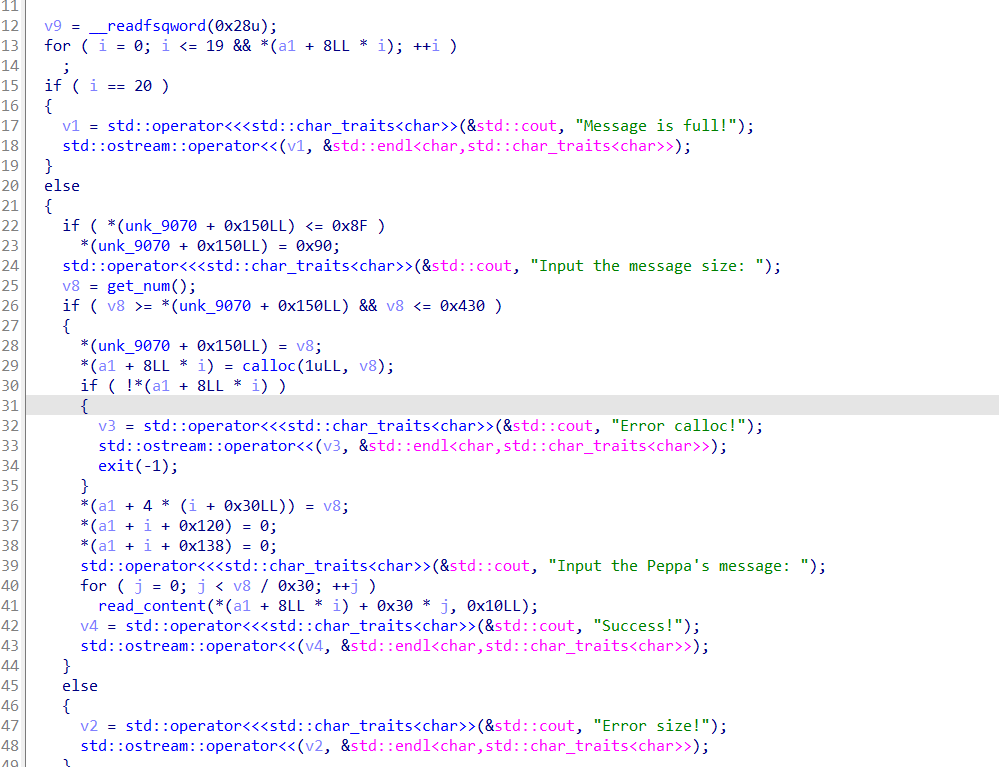 11
12 v9 = __readfsqword(0x28u);
13 for ( i = 0; i <= 19 && *(a1 + 8LL * i); ++i )
14 ;
15 if ( i == 20 )
16 {
17 v1 = std::operator<<<std::char_traits<char>>(&std::cout, "Message is full!");
18 std::ostream::operator<<(v1, &std::endl<char,std::char_traits<char>>);
19 }
20 else
21 {
22 if ( *(unk_9070 + 0x150LL) <= 0x8F )
23 *(unk_9070 + 0x150LL) = 0x90;
24 std::operator<<<std::char_traits<char>>(&std::cout, "Input the message size: ");
25 v8 = get_num();
26 if ( v8 >= *(unk_9070 + 0x150LL) && v8 <= 0x430 )
27 {
28 *(unk_9070 + 0x150LL) = v8;
29 *(a1 + 8LL * i) = calloc(1uLL, v8);
30 if ( !*(a1 + 8LL * i) )
31 {
32 v3 = std::operator<<<std::char_traits<char>>(&std::cout, "Error calloc!");
33 std::ostream::operator<<(v3, &std::endl<char,std::char_traits<char>>);
34 exit(-1);
35 }
36 *(a1 + 4 * (i + 0x30LL)) = v8;
37 *(a1 + i + 0x120) = 0;
38 *(a1 + i + 0x138) = 0;
39 std::operator<<<std::char_traits<char>>(&std::cout, "Input the Peppa's message: ");
40 for ( j = 0; j < v8 / 0x30; ++j )
41 read_content(*(a1 + 8LL * i) + 0x30 * j, 0x10LL);
42 v4 = std::operator<<<std::char_traits<char>>(&std::cout, "Success!");
43 std::ostream::operator<<(v4, &std::endl<char,std::char_traits<char>>);
44 }
45 else
46 {
47 v2 = std::operator<<<std::char_traits<char>>(&std::cout, "Error size!");
48 std::ostream::operator<<(v2, &std::endl<char,std::char_traits<char>>);
49 }